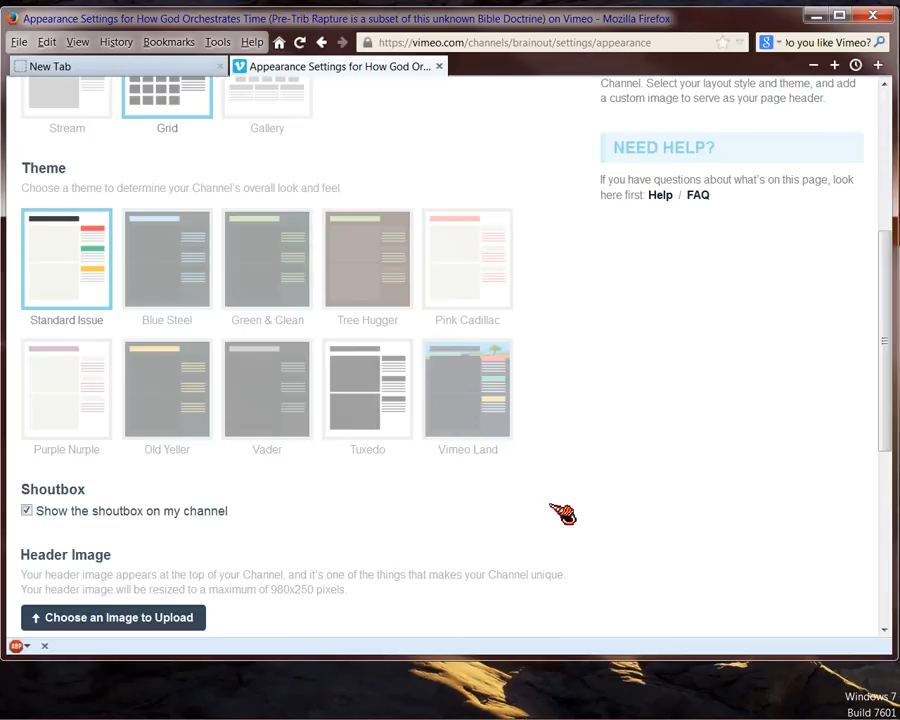 Appearance Settings for How God Orchestrates Time (Pre-Trib Rapture is a subset of this unknown Bible Doctrine) on Vimeo - Mozilla Firefox
File Edit View History Bookmarks Tools Help
https://vimeo.com/channels/brainout/settings/appearance
Do you like Vimeo?
New Tab
Appearance Settings for How God Or...
Channel. Select your layout style and theme, and add
a custom image to serve as your page header.
Stream Grid Gallery
NEED HELP?
If you have questions about what's on this page, look
here first: Help / FAQ
Theme
Choose a theme to determine your Channel's overall look and feel.
Standard Issue Blue Steel Green & Clean Tree Hugger Pink Cadillac
Purple Nurple Old Yeller Vader Tuxedo Vimeo Land
Shoutbox
Show the shoutbox on my channel
Header Image
Your header image appears at the top of your Channel, and it's one of the things that makes your Channel unique.
Your header image will be resized to a maximum of 980x250 pixels.
Choose an Image to Upload
ABP
Windows 7
Build 7601